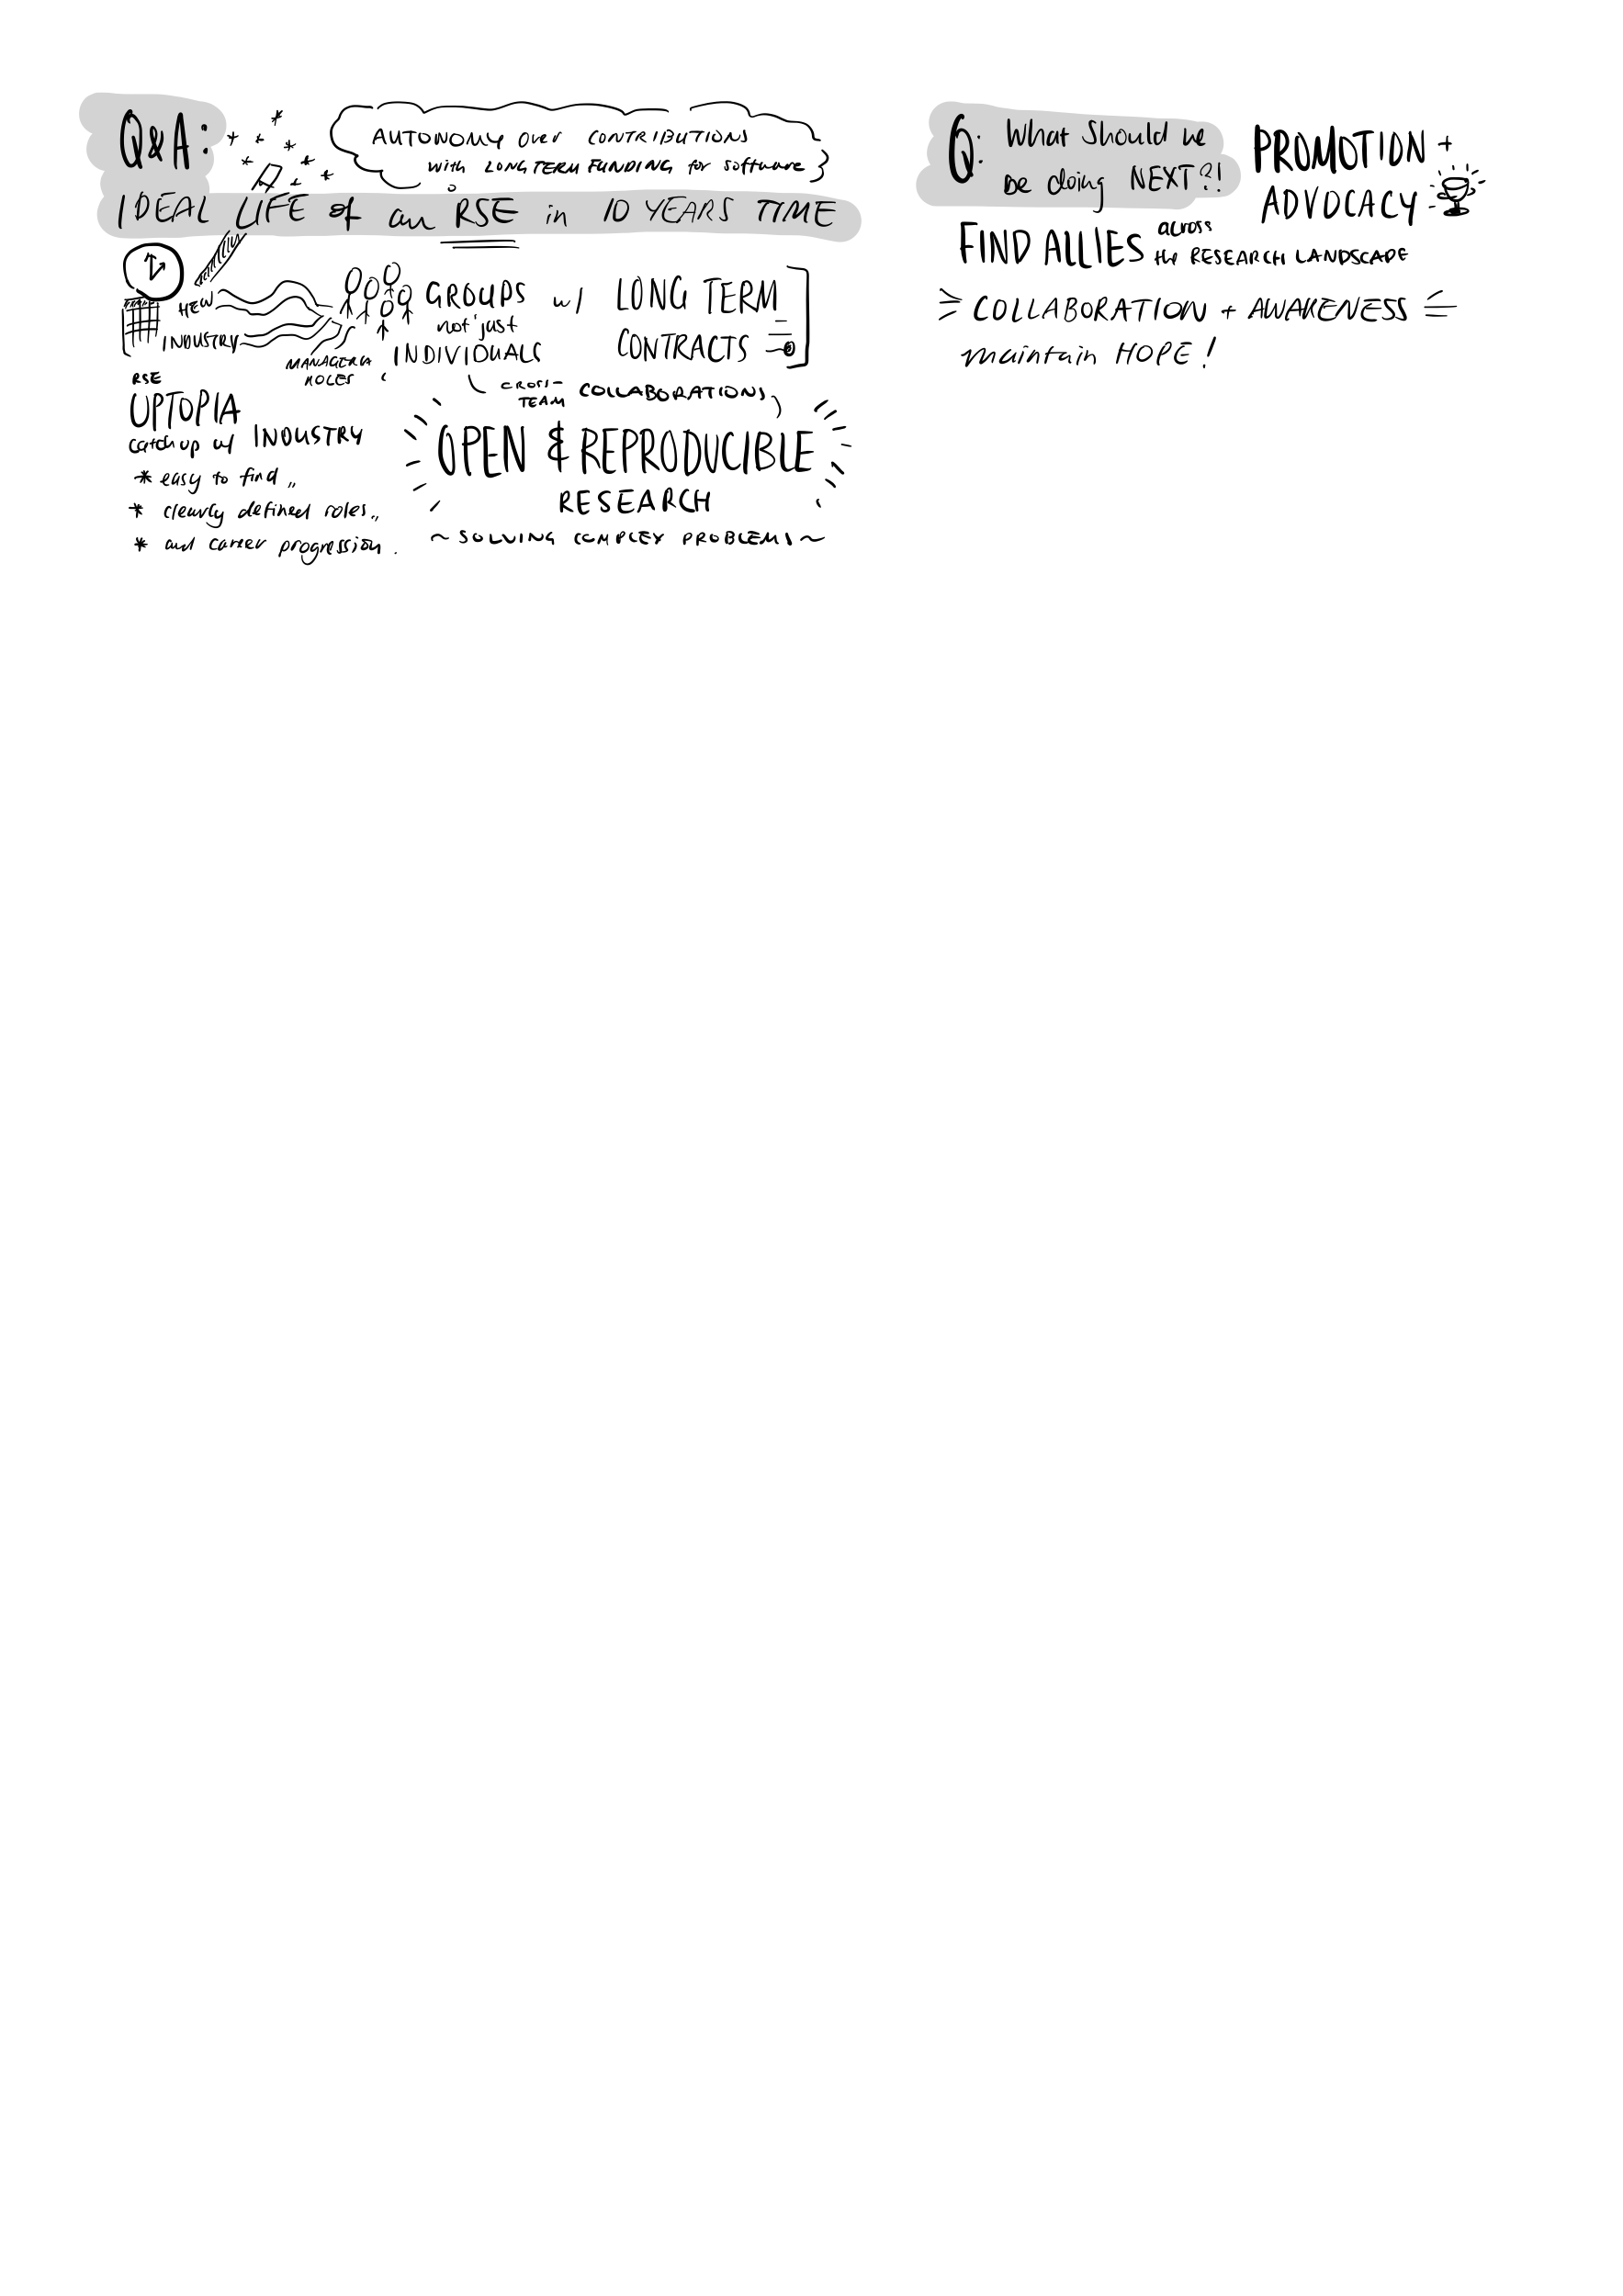 Q&A:
AUTONOMY over CONTRIBUTIONS
with LONG TERM FUNDING for software
IDEAL LIFE of an RSE in 10 YEARS TIME
NEW
INDUSTRY
MANAGERIA
ROLES
GROUPS w/ LONG TERM
not just
INDIVIDUALS
CONTRACTS
CROSS-
TEAM COLLABORATIONS
RSE
UPTOPIA
catch up w/ INDUSTRY
* easy to find,,
* clearly defined roles,,
* and career progression.
OPEN & REPRODUCIBLE
RESEARCH
~ SOLVING COMPLEX PROBLEMS ~
Q: What should we
be doing NEXT?!
PROMOTION +
ADVOCACY
FIND ALLIES across
the RESEARCH LANDSCAPE
COLLABORATION + AWARENESS
maintain HOPE!